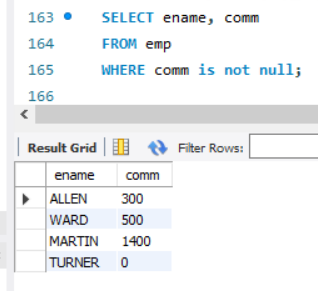 163 SELECT ename, comm
164 FROM emp
165 WHERE comm is not null;
166
Result Grid Filter Rows:
ename comm
ALLEN 300
WARD 500
MARTIN 1400
TURNER 0